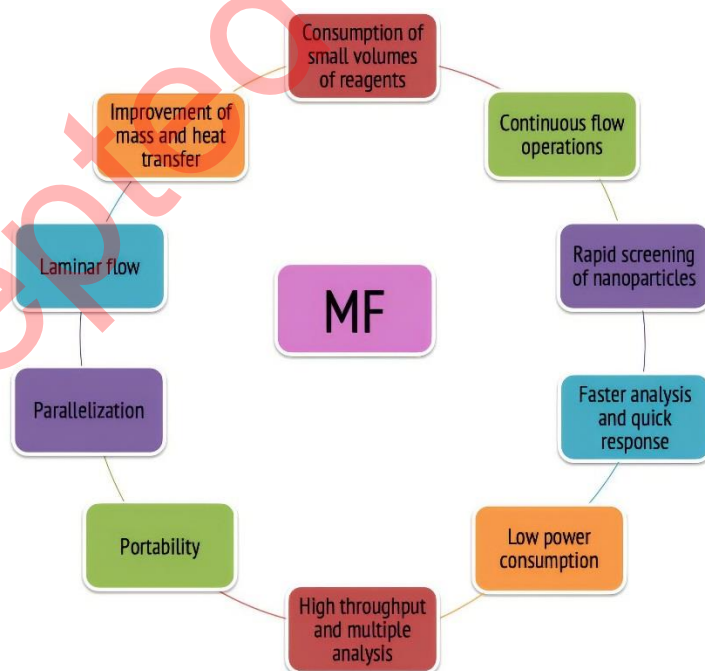 Consumption of
small volumes
of reagents
Continuous flow
operations
Rapid screening
of nanoparticles
Faster analysis
and quick
response
Low power
consumption
High throughput
and multiple
analysis
Portability
Parallelization
Laminar flow
Improvement of
mass and heat
transfer
MF